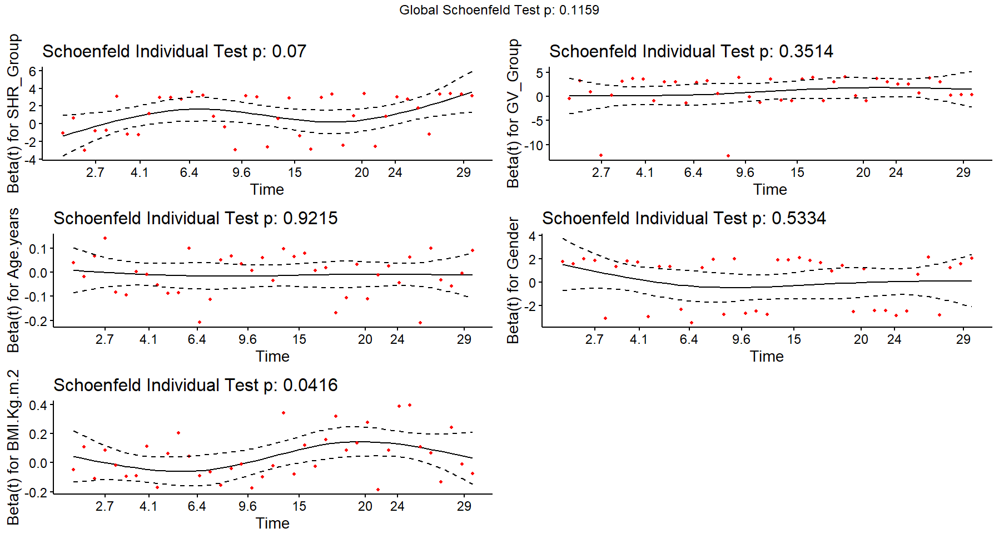 Global Schoenfeld Test p: 0.1159
Schoenfeld Individual Test p: 0.07
Beta(t) for SHR_Group
6
4
2
0
-2
-4
2.7 4.1 6.4 9.6 15 20 24 29
Time
Schoenfeld Individual Test p: 0.3514
Beta(t) for GV_Group
5
0
-5
-10
2.7 4.1 6.4 9.6 15 20 24 29
Time
Schoenfeld Individual Test p: 0.9215
Beta(t) for Age.years
0.1
0.0
-0.1
-0.2
2.7 4.1 6.4 9.6 15 20 24 29
Time
Schoenfeld Individual Test p: 0.5334
Beta(t) for Gender
4
2
0
-2
2.7 4.1 6.4 9.6 15 20 24 29
Time
Schoenfeld Individual Test p: 0.0416
Beta(t) for BMI.Kg.m.2
0.4
0.2
0.0
-0.2
2.7 4.1 6.4 9.6 15 20 24 29
Time